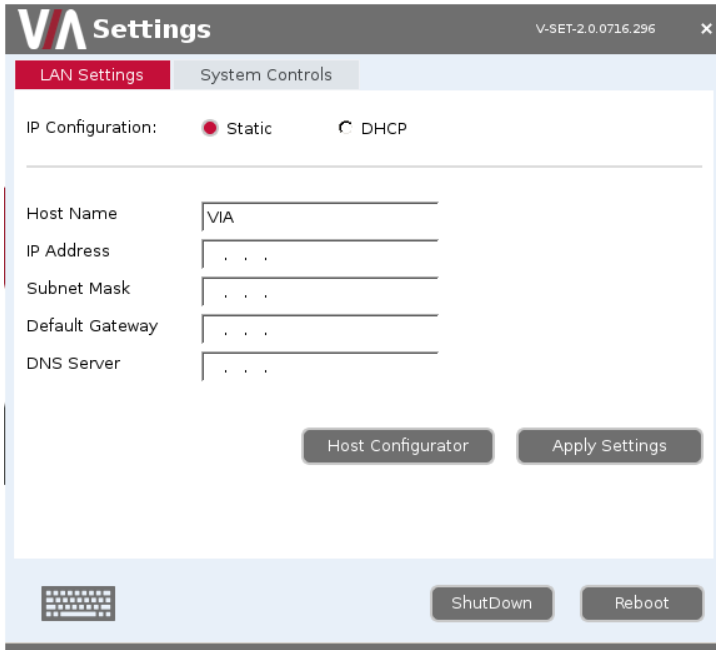 VIA Settings V-SET-2.0.0716.296 ×
LAN Settings System Controls
IP Configuration: Static DHCP
Host Name VIA
IP Address . . .
Subnet Mask . . .
Default Gateway . . .
DNS Server . . .
Host Configurator Apply Settings
ShutDown Reboot